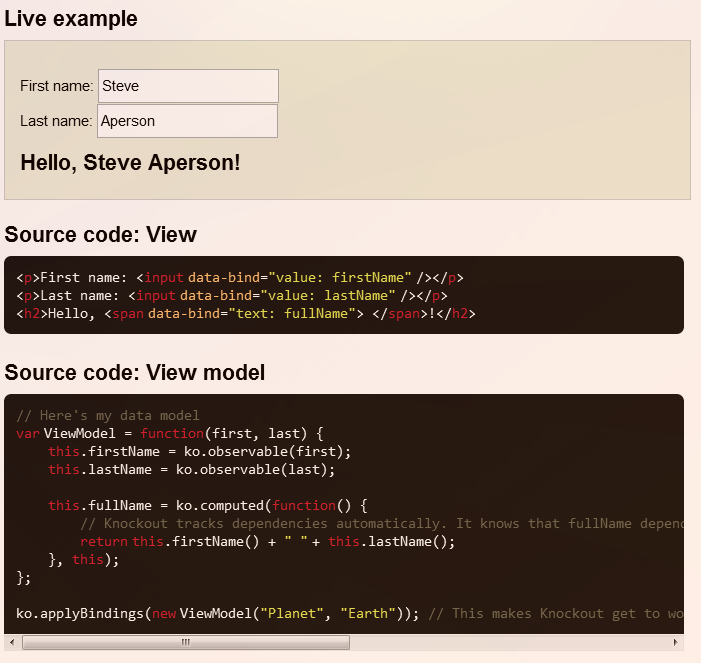 Live example
First name: Steve
Last name: Aperson
Hello, Steve Aperson!
Source code: View
<p>First name: <input data-bind="value: firstName" /></p>
<p>Last name: <input data-bind="value: lastName" /></p>
<h2>Hello, <span data-bind="text: fullName"> </span>!</h2>
Source code: View model
// Here's my data model
var ViewModel = function(first, last) {
    this.firstName = ko.observable(first);
    this.lastName = ko.observable(last);

    this.fullName = ko.computed(function() {
        // Knockout tracks dependencies automatically. It knows that fullName depend
        return this.firstName() + " " + this.lastName();
    }, this);
};

ko.applyBindings(new ViewModel("Planet", "Earth")); // This makes Knockout get to wo